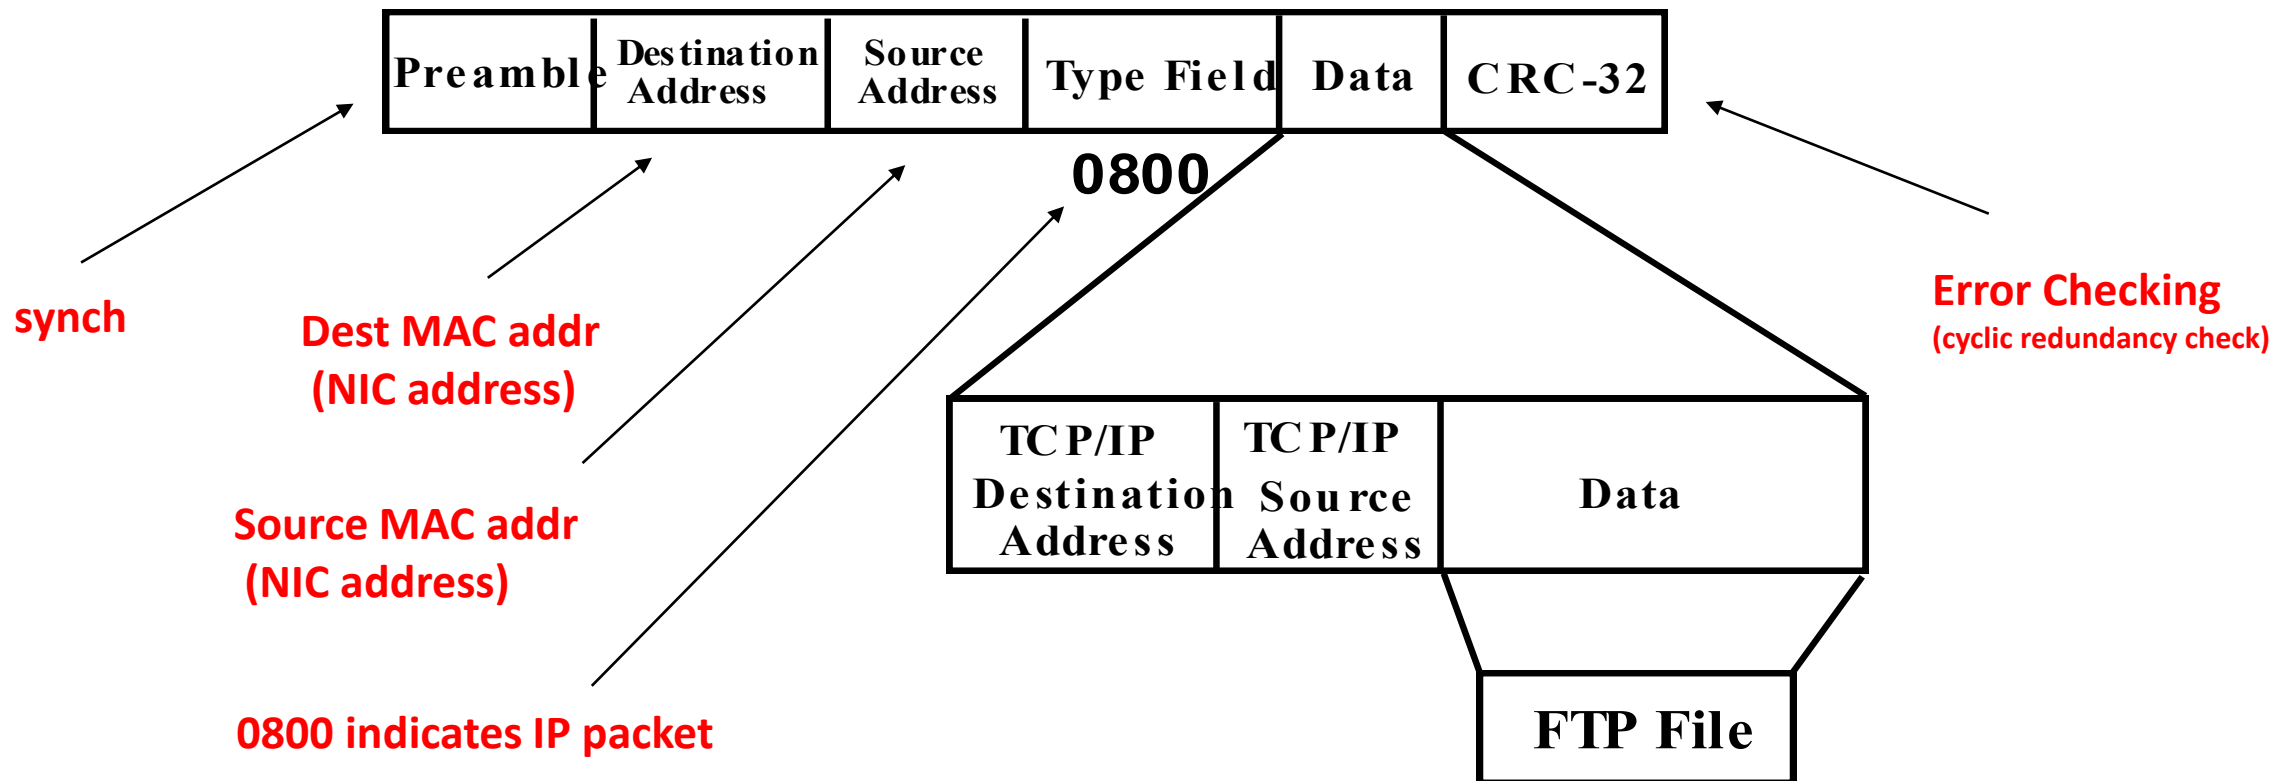 Preamble
Destination
Address
Source
Address
Type Field
Data
CRC-32
0800
synch
Dest MAC addr
(NIC address)
Error Checking
(cyclic redundancy check)
TCP/IP
Destination
Address
TCP/IP
Source
Address
Data
Source MAC addr
(NIC address)
0800 indicates IP packet
FTP File